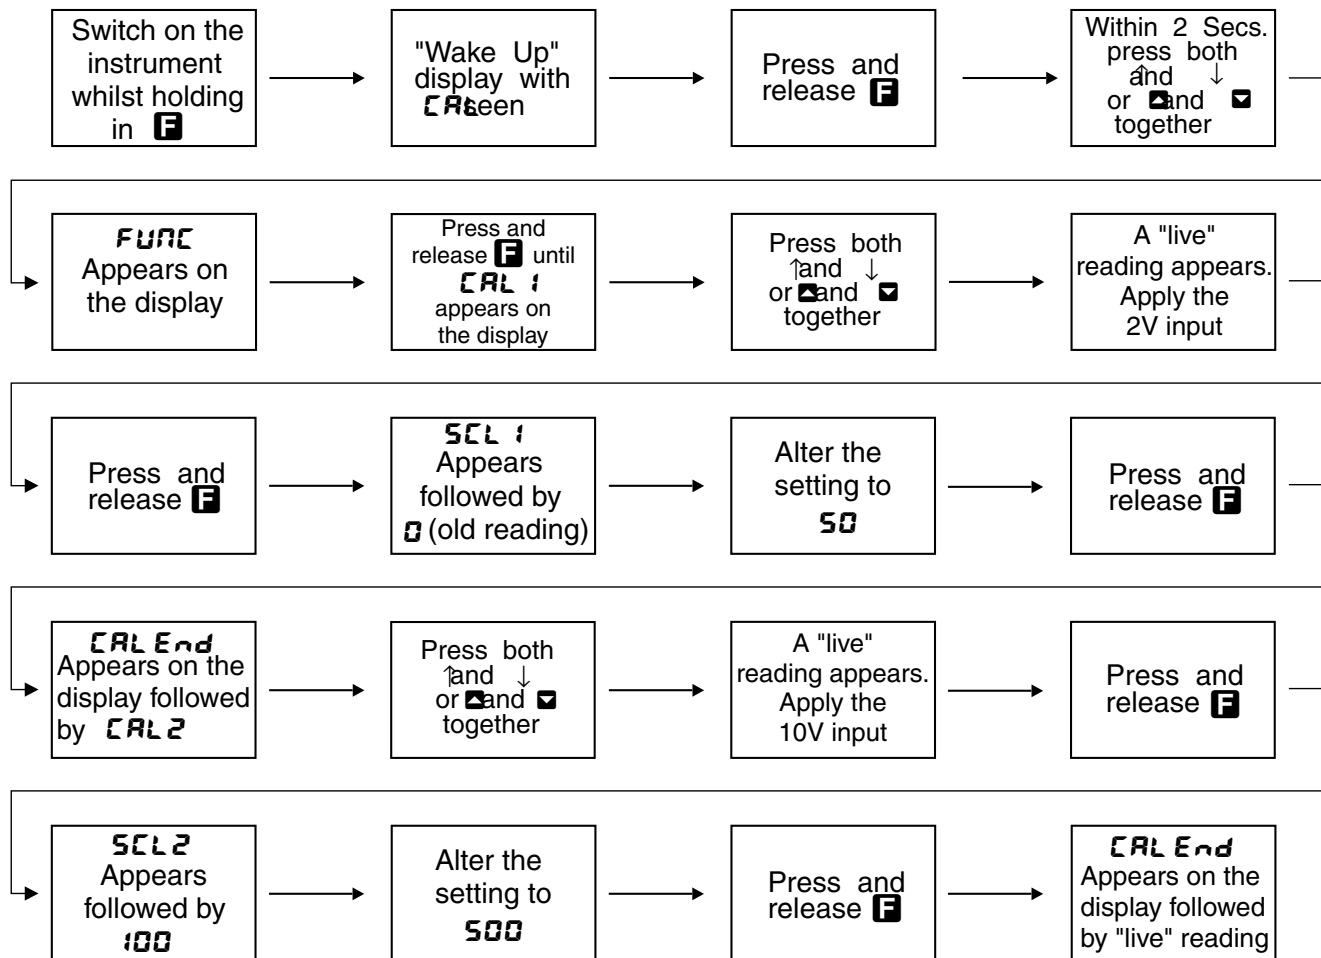 Switch on the
instrument
whilst holding
in F
"Wake Up"
display with
CAL seen
Press and
release F
Within 2 Secs.
press both
↑ and ↓
or ▲ and ▼
together
FUNC
Appears on
the display
Press and
release F until
CAL 1
appears on
the display
Press both
↑ and ↓
or ▲ and ▼
together
A "live"
reading appears.
Apply the
2V input
Press and
release F
SCL 1
Appears
followed by
0 (old reading)
Alter the
setting to
50
Press and
release F
CAL End
Appears on the
display followed
by CAL2
Press both
↑ and ↓
or ▲ and ▼
together
A "live"
reading appears.
Apply the
10V input
Press and
release F
SCL2
Appears
followed by
100
Alter the
setting to
500
Press and
release F
CAL End
Appears on the
display followed
by "live" reading